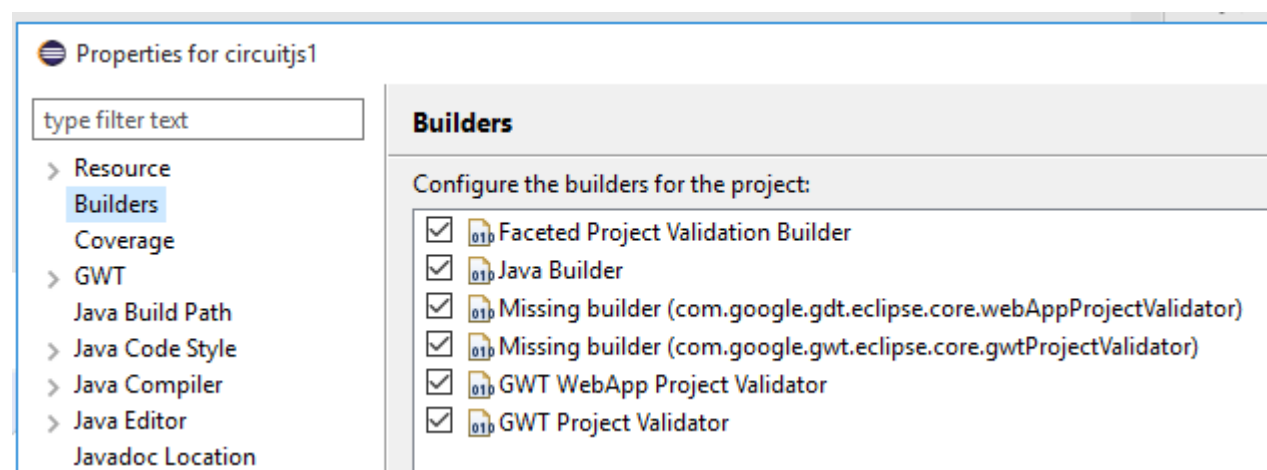 Properties for circuitjs1
type filter text
Resource
Builders
Coverage
GWT
Java Build Path
Java Code Style
Java Compiler
Java Editor
Javadoc Location
Builders
Configure the builders for the project:
Faceted Project Validation Builder
Java Builder
Missing builder (com.google.gdt.eclipse.core.webAppProjectValidator)
Missing builder (com.google.gwt.eclipse.core.gwtProjectValidator)
GWT WebApp Project Validator
GWT Project Validator